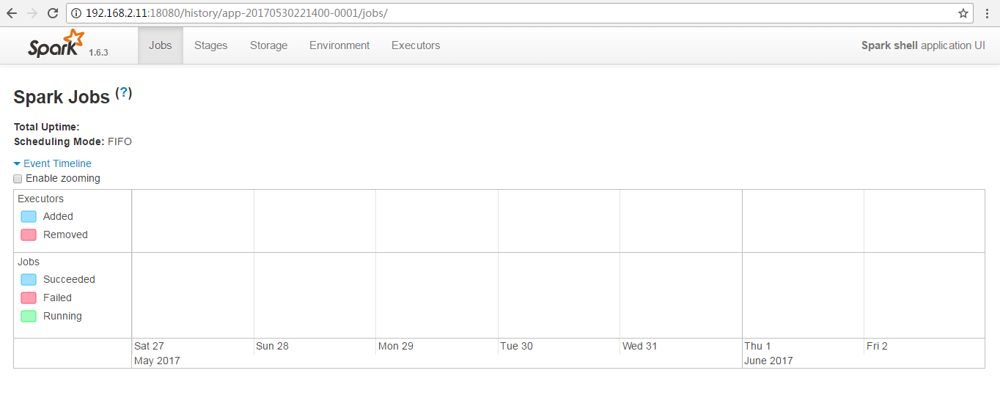 192.168.2.11:18080/history/app-20170530221400-0001/jobs/
Spark 1.6.3 Jobs Stages Storage Environment Executors Spark shell application UI
Spark Jobs (?)
Total Uptime:
Scheduling Mode: FIFO
Event Timeline
Enable zooming
Executors
Added
Removed
Jobs
Succeeded
Failed
Running
Sat 27 Sun 28 Mon 29 Tue 30 Wed 31 Thu 1 Fri 2
May 2017 June 2017